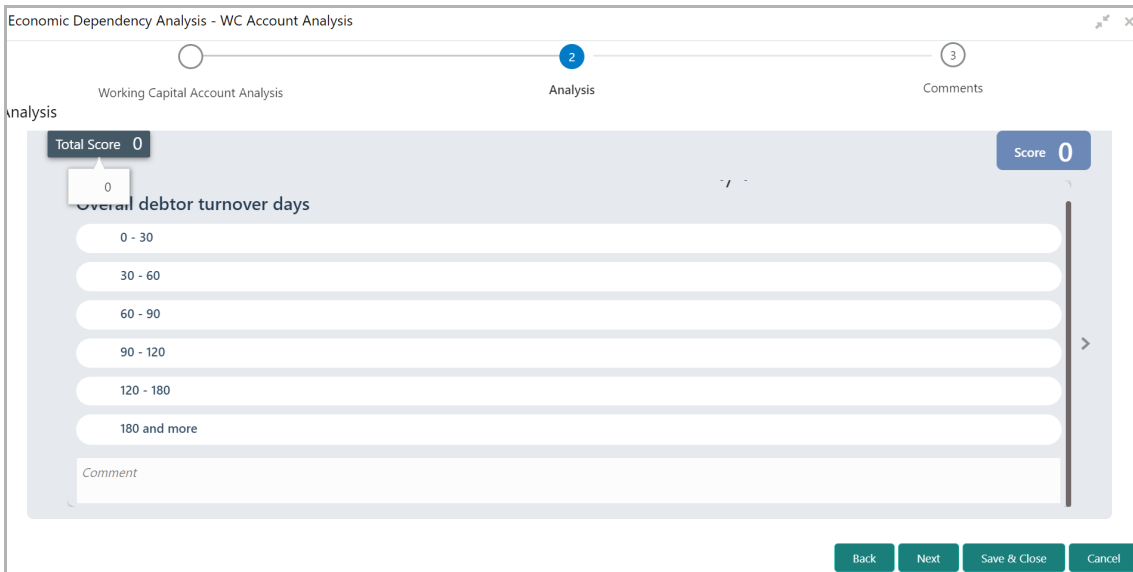 Economic Dependency Analysis - WC Account Analysis
2
3
Working Capital Account Analysis
Analysis
Comments
Analysis
Total Score 0
Score 0
0
Overall debtor turnover days
0 - 30
30 - 60
60 - 90
90 - 120
120 - 180
180 and more
Comment
Back
Next
Save & Close
Cancel